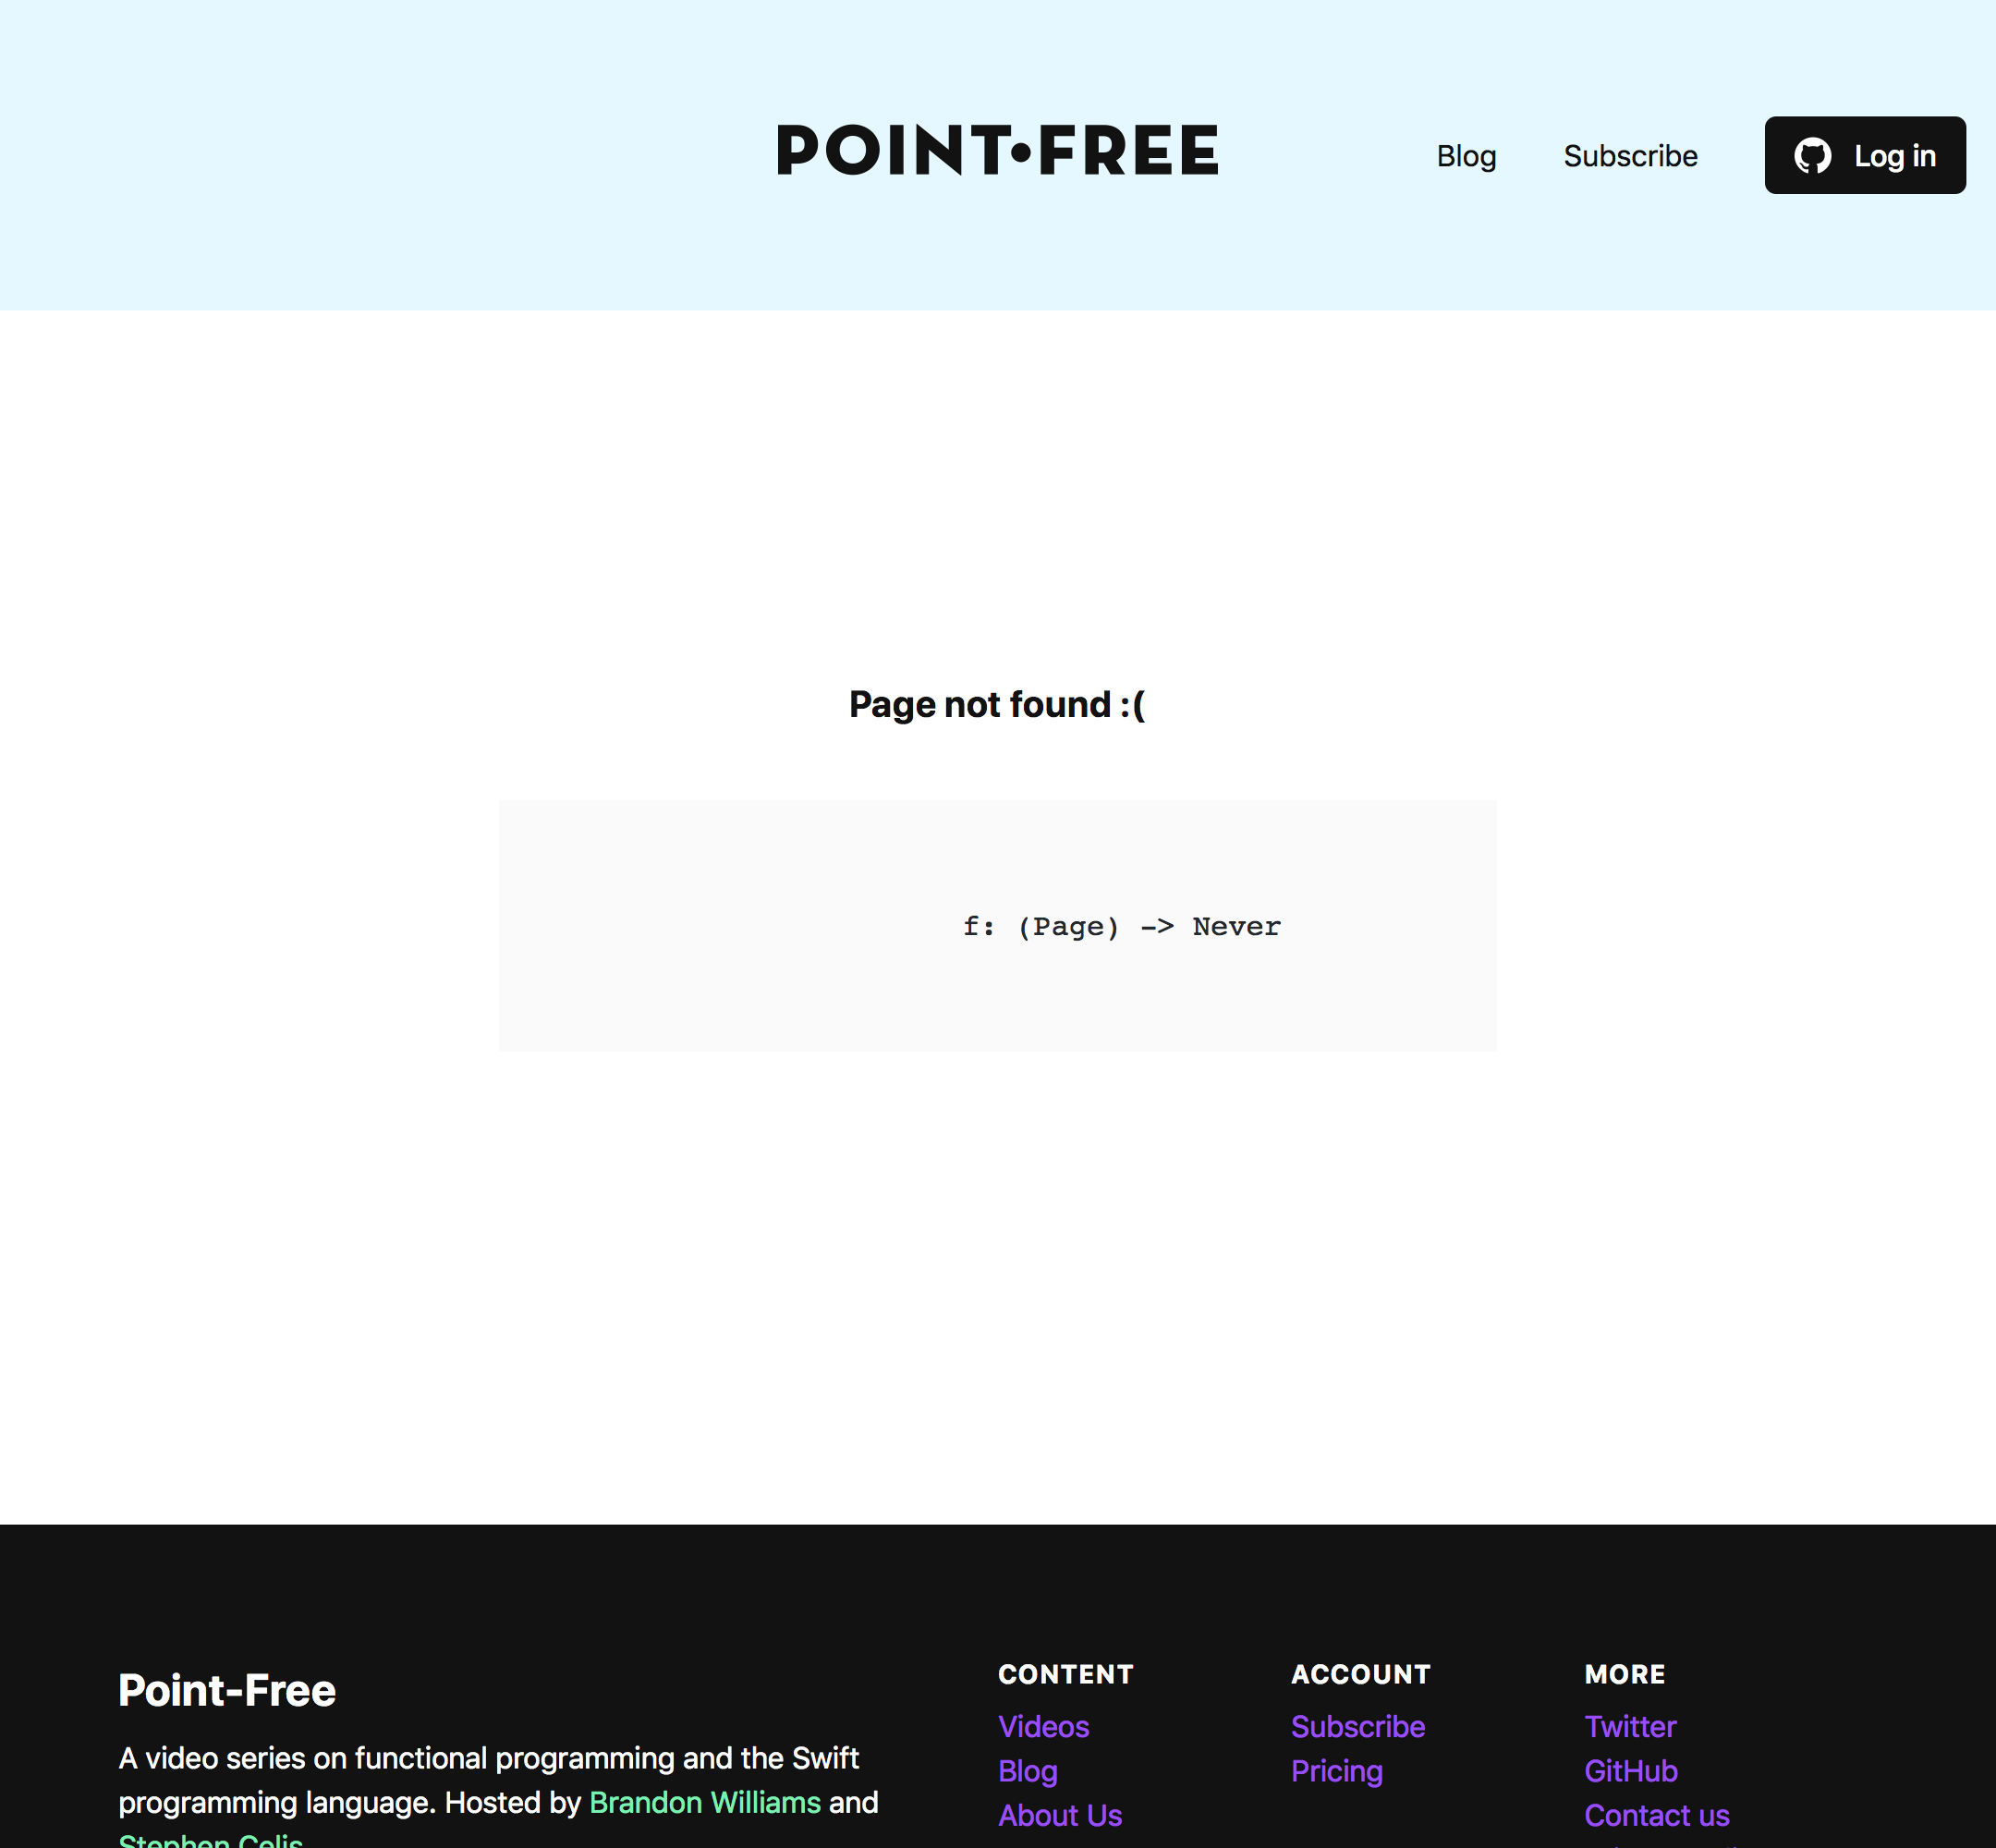 POINT•FREE
Blog
Subscribe
Log in
Page not found :(
f: (Page) -> Never
Point-Free
A video series on functional programming and the Swift
programming language. Hosted by Brandon Williams and
Stephen Celis
CONTENT
Videos
Blog
About Us
ACCOUNT
Subscribe
Pricing
MORE
Twitter
GitHub
Contact us